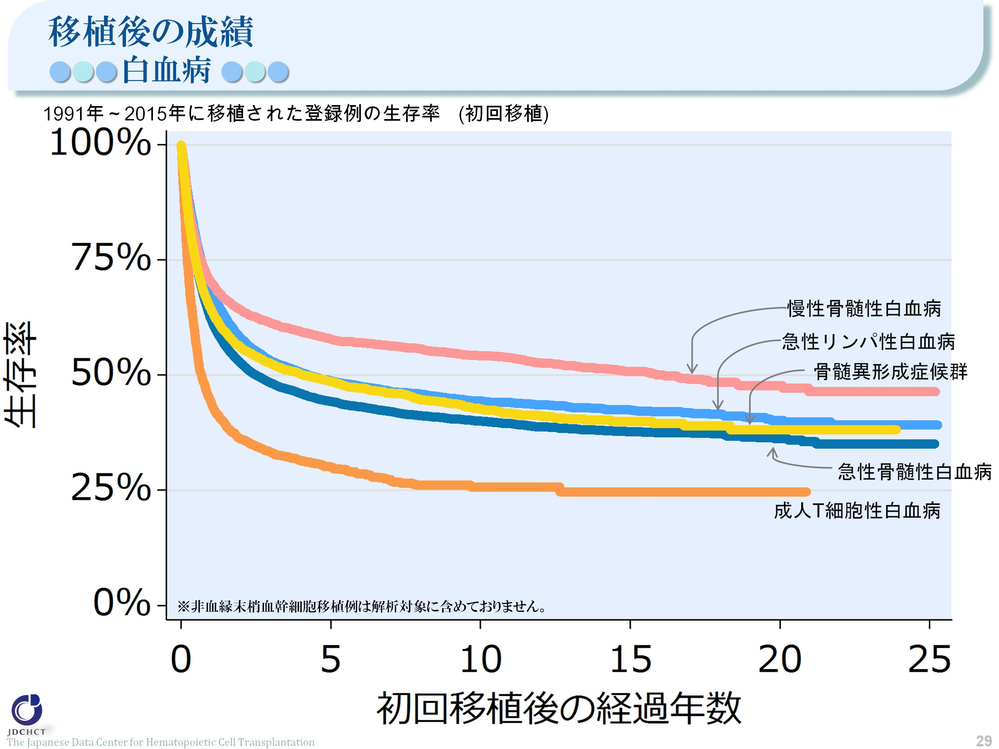 移植後の成績
白血病
1991年～2015年に移植された登録例の生存率　(初回移植)
100%
75%
50%
25%
0%
生存率
慢性骨髄性白血病
急性リンパ性白血病
骨髄異形成症候群
急性骨髄性白血病
成人T細胞性白血病
※非血縁末梢血幹細胞移植例は解析対象に含めておりません。
0 5 10 15 20 25
初回移植後の経過年数
JDCHCT
The Japanese Data Center for Hematopoietic Cell Transplantation
29